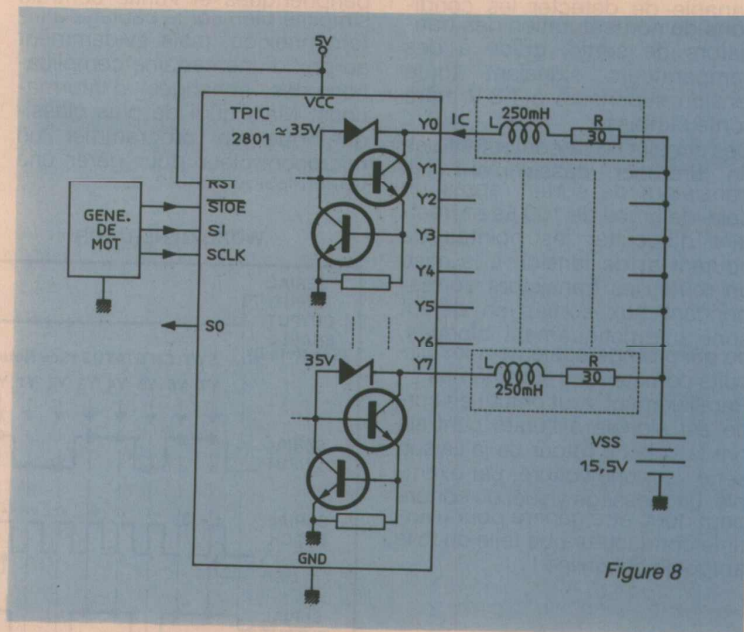 5V
VCC
TPIC
2801
≃35V
Y0
IC
L
250mH
R
30
Y1
RST
SIOE
Y2
GENE.
DE
MOT
SI
SCLK
Y3
Y4
Y5
S0
Y6
35V
Y7
L
250mH
R
30
VSS
15,5V
GND
Figure 8